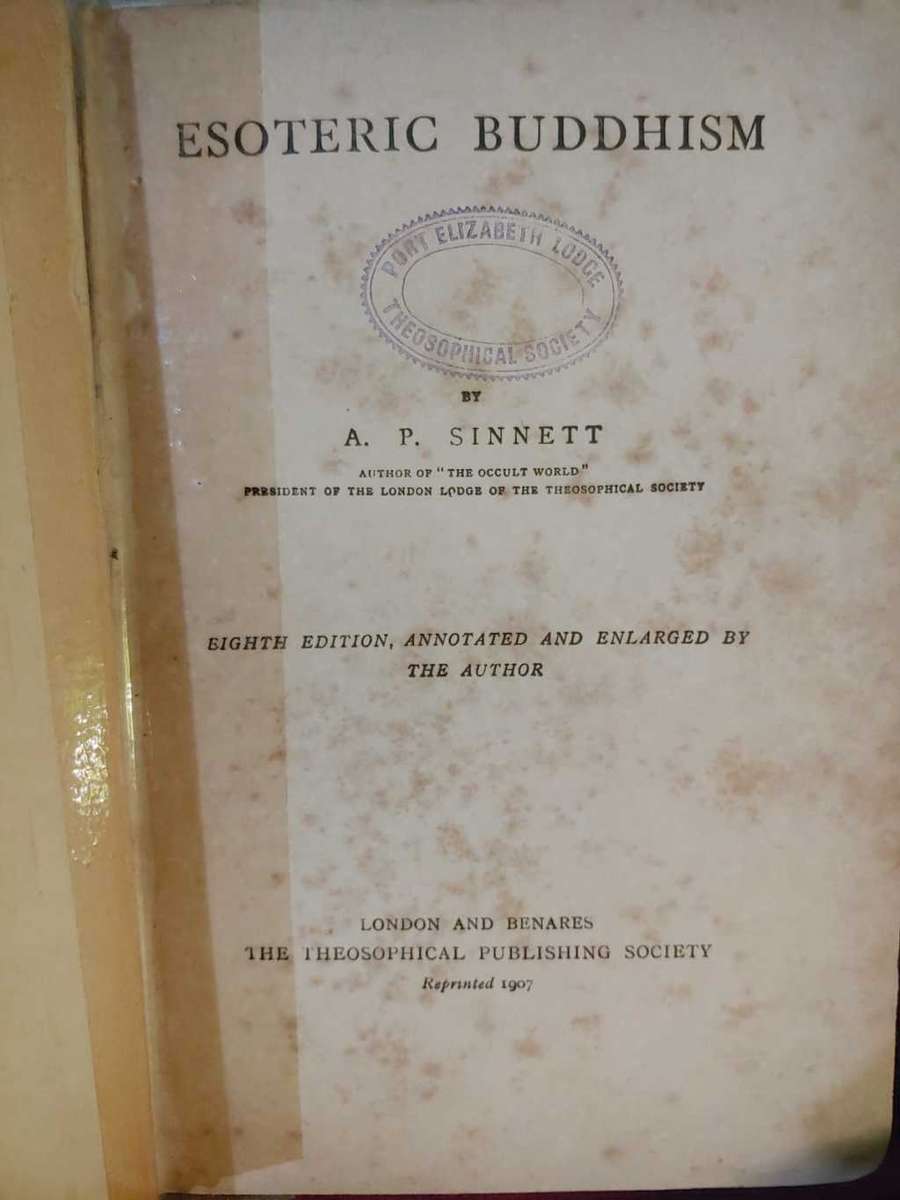 ESOTERIC BUDDHISM
PORT ELIZABETH LODGE
THEOSOPHICAL SOCIETY
BY
A. P. SINNETT
AUTHOR OF "THE OCCULT WORLD"
PRESIDENT OF THE LONDON LODGE OF THE THEOSOPHICAL SOCIETY
EIGHTH EDITION, ANNOTATED AND ENLARGED BY
THE AUTHOR
LONDON AND BENARES
THE THEOSOPHICAL PUBLISHING SOCIETY
Reprinted 1907